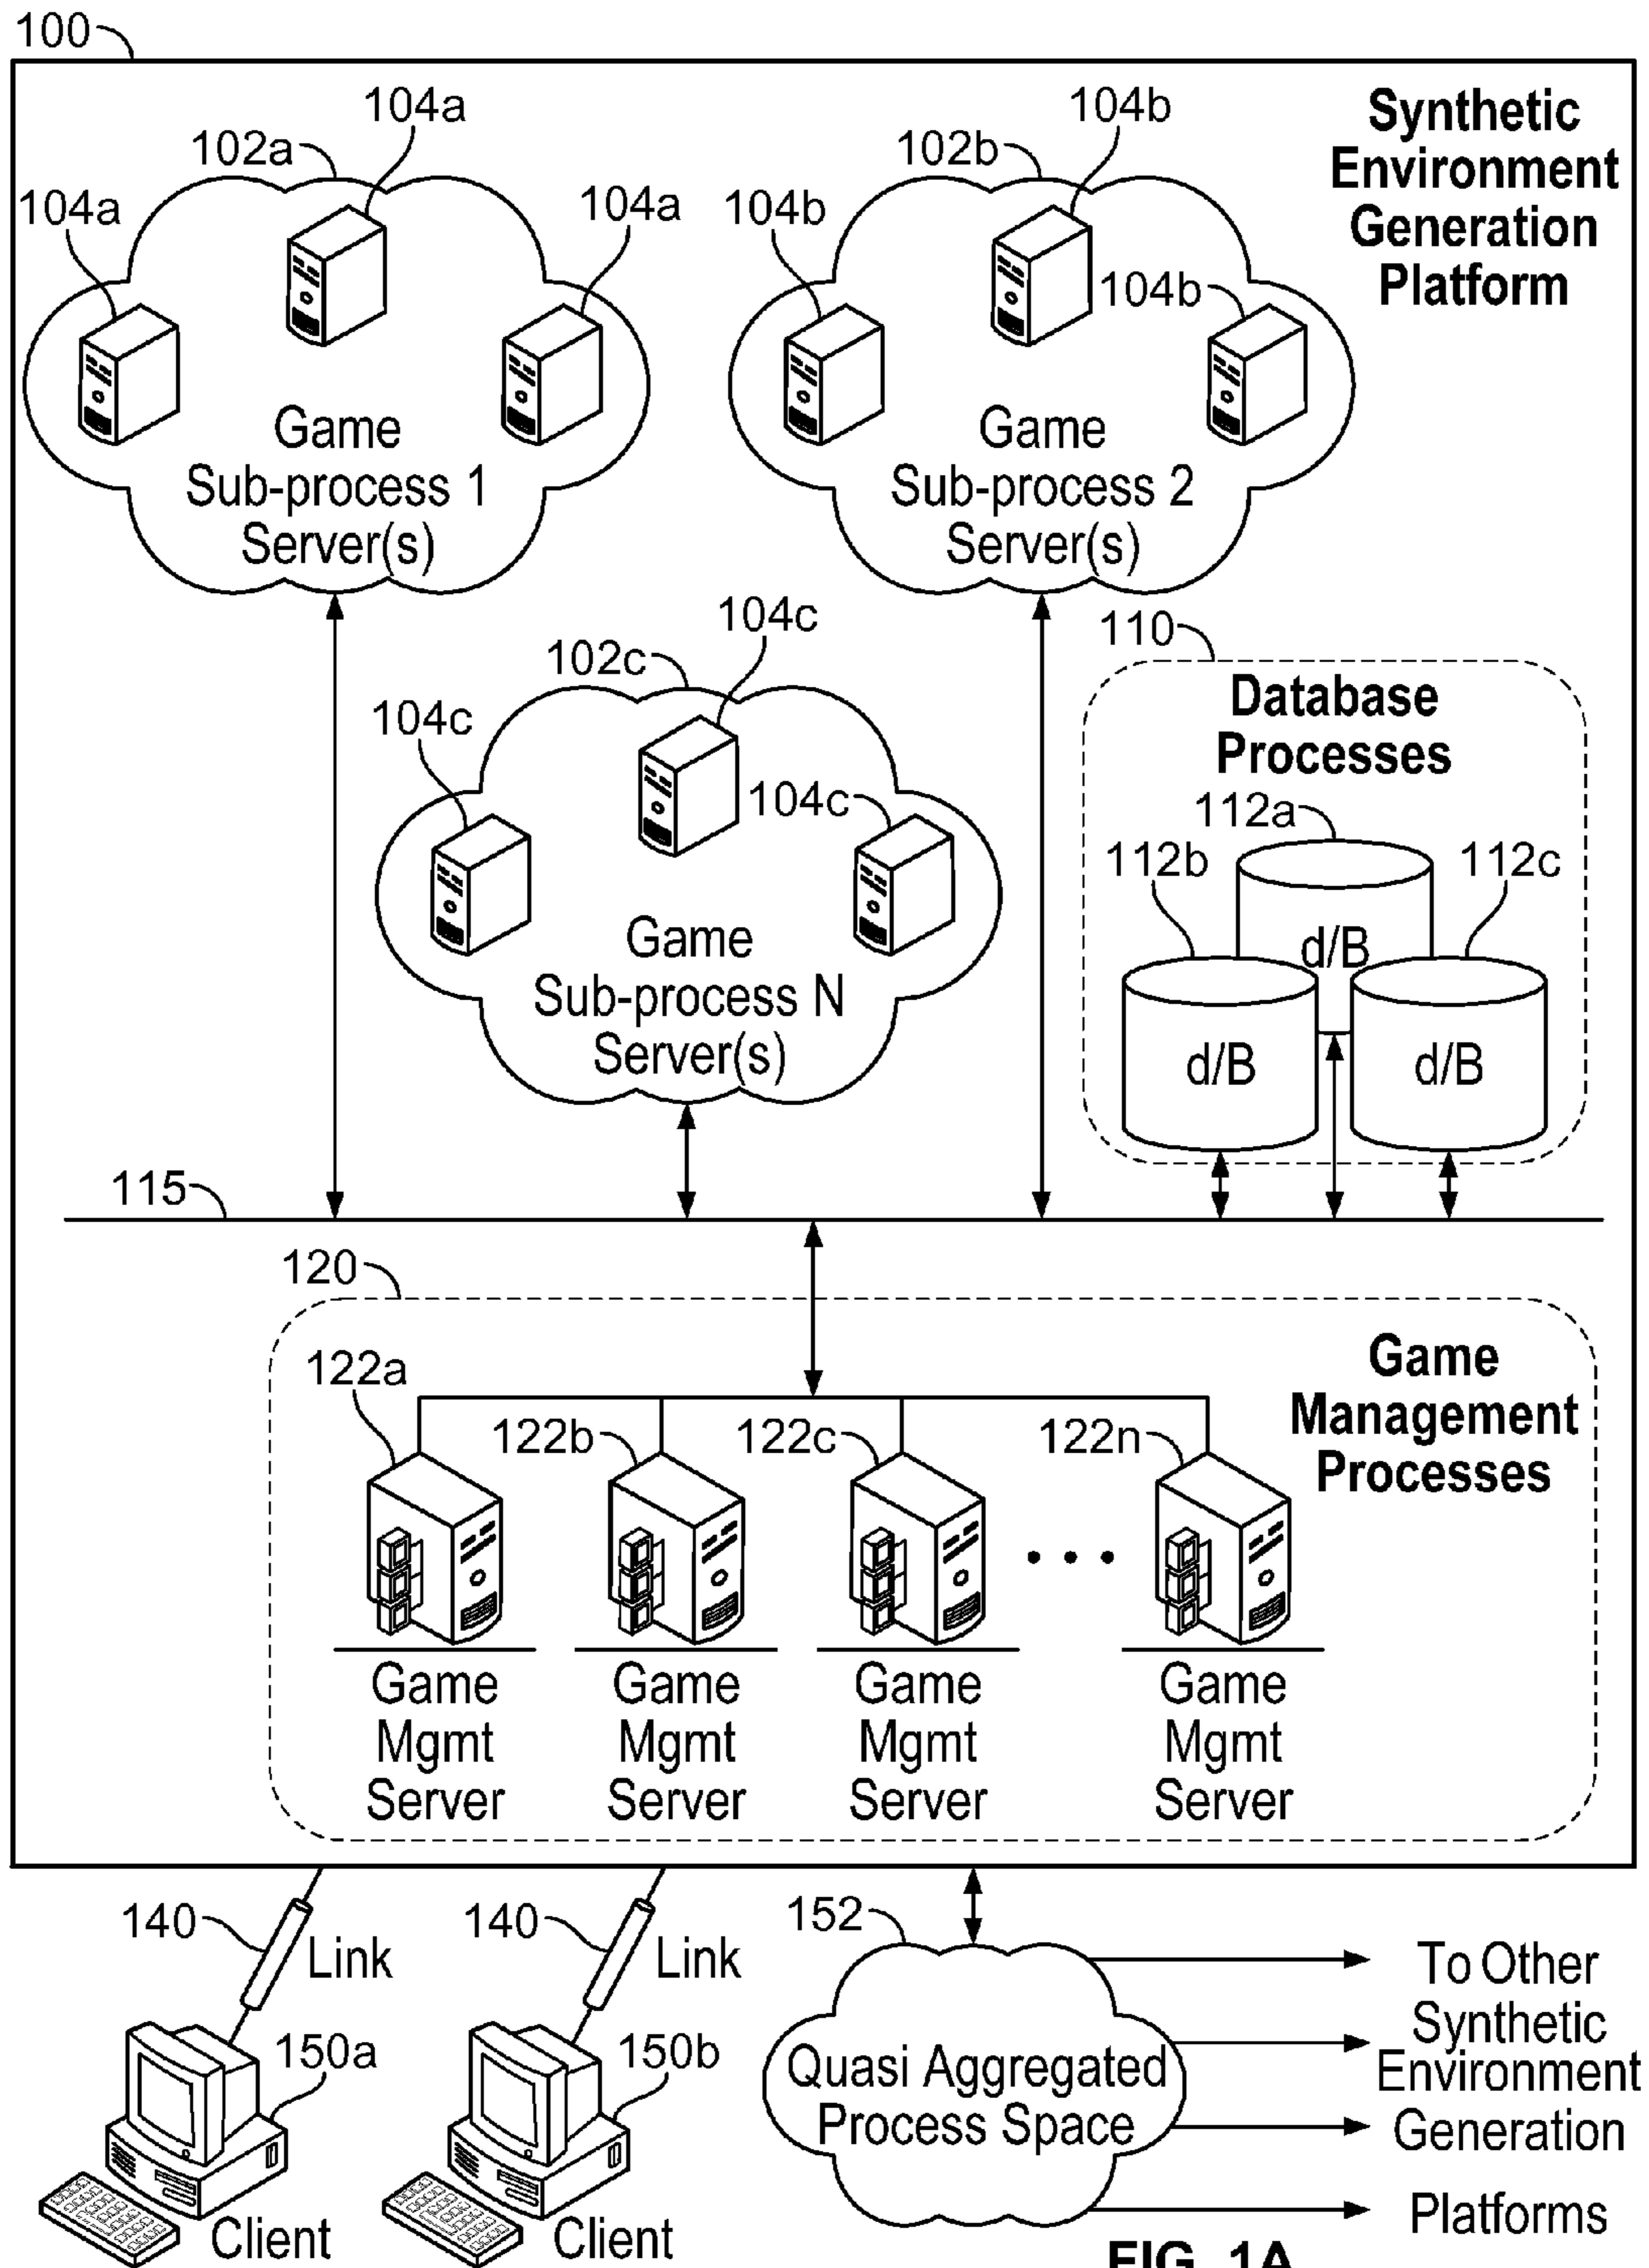 100
104a
102a
104a
104a
Game
Sub-process 1
Server(s)
104b
102b
104b
104b
Game
Sub-process 2
Server(s)
Synthetic
Environment
Generation
Platform
104c
102c
104c
104c
Game
Sub-process N
Server(s)
110
Database
Processes
112a
112b
112c
d/B
d/B
d/B
115
120
Game
Management
Processes
122a
122b
122c
122n
Game
Mgmt
Server
Game
Mgmt
Server
Game
Mgmt
Server
Game
Mgmt
Server
140
Link
150a
Client
140
Link
150b
Client
152
Quasi Aggregated
Process Space
To Other
Synthetic
Environment
Generation
Platforms
FIG. 1A